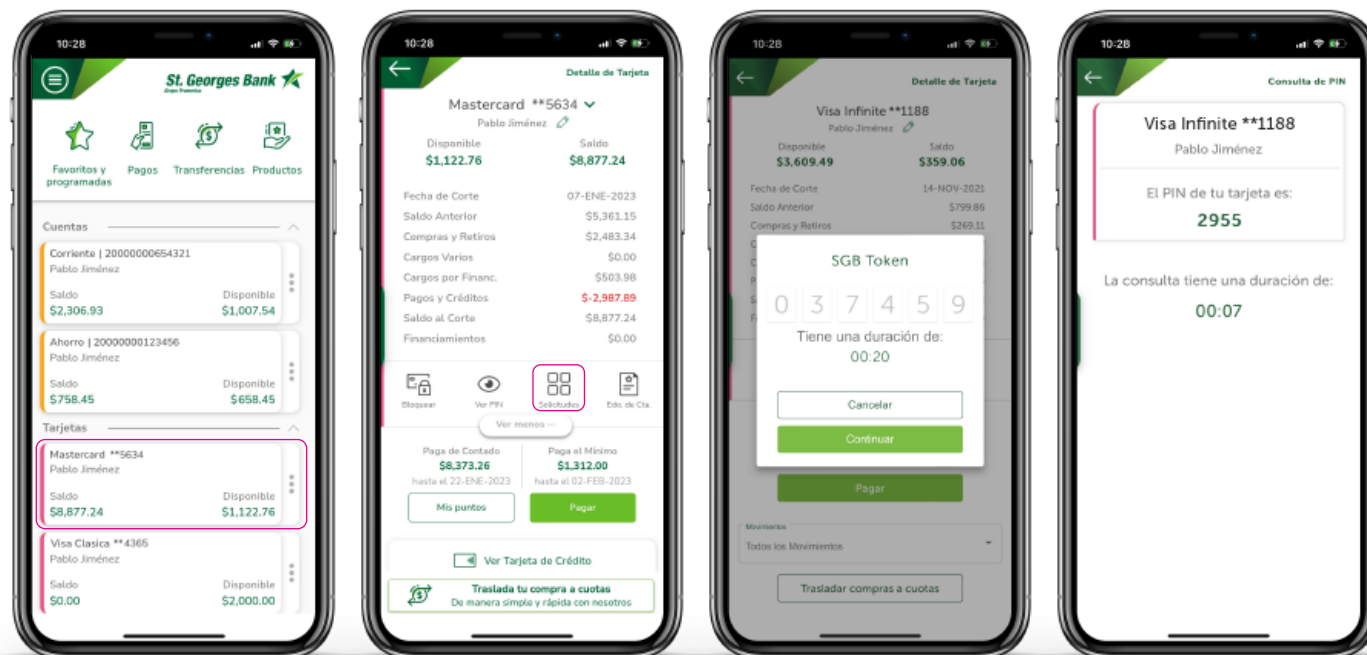 10:28
St. Georges Bank
Grupo Promerica
Favoritos y
programadas
Pagos
Transferencias
Productos
Cuentas
Corriente | 20000000654321
Pablo Jiménez
Saldo
Disponible
$2,306.93
$1,007.54
Ahorro | 20000000123456
Pablo Jiménez
Saldo
Disponible
$758.45
$658.45
Tarjetas
Mastercard **5634
Pablo Jiménez
Saldo
Disponible
$8,877.24
$1,122.76
Visa Clasica **4365
Pablo Jiménez
Saldo
Disponible
$0.00
$2,000.00
10:28
Detalle de Tarjeta
Mastercard **5634
Pablo Jiménez
Disponible
Saldo
$1,122.76
$8,877.24
Fecha de Corte 07-ENE-2023
Saldo Anterior $5,361.15
Compras y Retiros $2,483.34
Cargos Varios $0.00
Cargos por Financ. $503.98
Pagos y Créditos $-2,987.89
Saldo al Corte $8,877.24
Financiamientos $0.00
Bloquear
Ver PIN
Solicitudes
Edo. de Cta.
Ver menos
Paga de Contado
$8,373.26
hasta el 22-ENE-2023
Paga el Mínimo
$1,312.00
hasta el 02-FEB-2023
Mis puntos
Pagar
Ver Tarjeta de Crédito
Traslada tu compra a cuotas
De manera simple y rápida con nosotros
10:28
Detalle de Tarjeta
Visa Infinite **1188
Pablo Jiménez
Disponible
Saldo
$3,609.49
$359.06
Fecha de Corte 14-NOV-2021
Saldo Anterior $799.86
Compras y Retiros $269.11
SGB Token
0 3 7 4 5 9
Tiene una duración de:
00:20
Cancelar
Continuar
Pagar
Movimientos
Todos los Movimientos
Trasladar compras a cuotas
10:28
Consulta de PIN
Visa Infinite **1188
Pablo Jiménez
El PIN de tu tarjeta es:
2955
La consulta tiene una duración de:
00:07